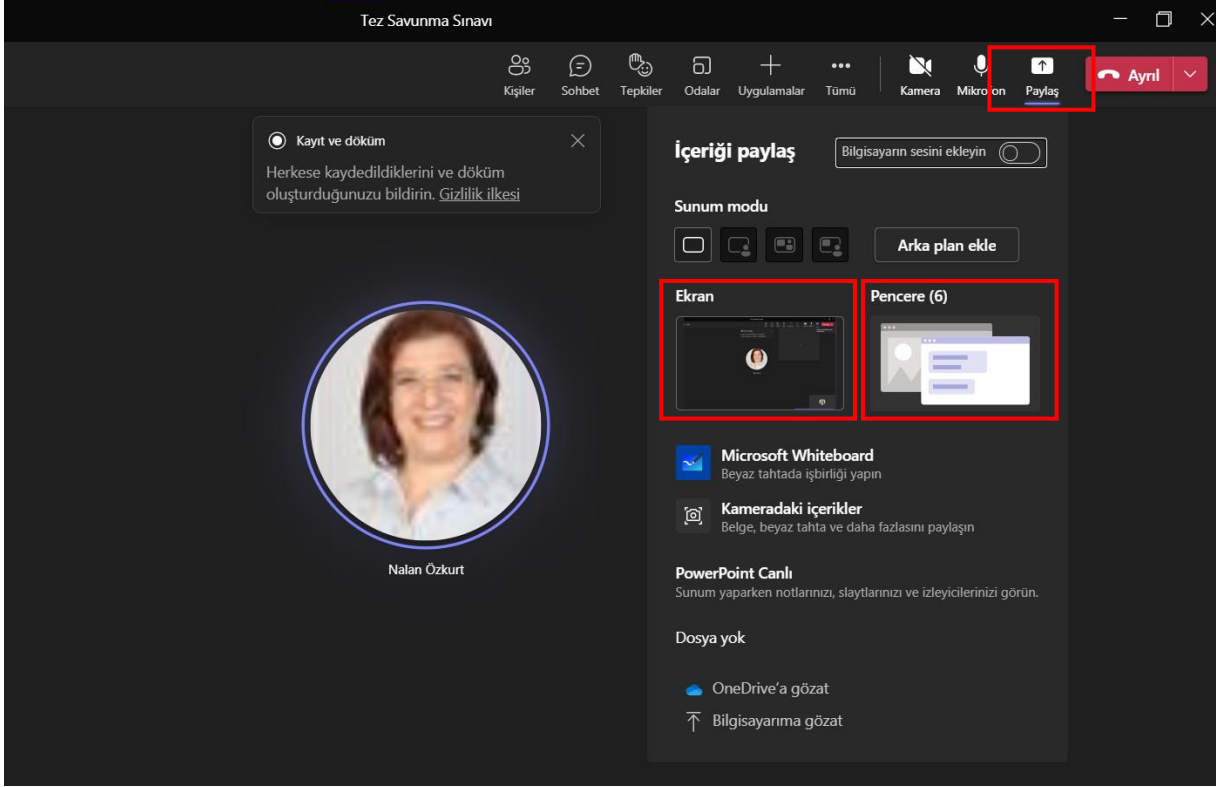 Tez Savunma Sınavı
Kişiler Sohbet Tepkiler Odalar Uygulamalar Tümü Kamera Mikrofon Paylaş Ayrıl
Kayıt ve döküm
Herkese kaydedildiklerini ve döküm
oluşturduğunuzu bildirin. Gizlilik ilkesi
Nalan Özkurt
İçeriği paylaş
Bilgisayarın sesini ekleyin
Sunum modu
Arka plan ekle
Ekran
Pencere (6)
Microsoft Whiteboard
Beyaz tahtada işbirliği yapın
Kameradaki içerikler
Belge, beyaz tahta ve daha fazlasını paylaşın
PowerPoint Canlı
Sunum yaparken notlarınızı, slaytlarınızı ve izleyicilerinizi görün.
Dosya yok
OneDrive'a gözat
Bilgisayarıma gözat